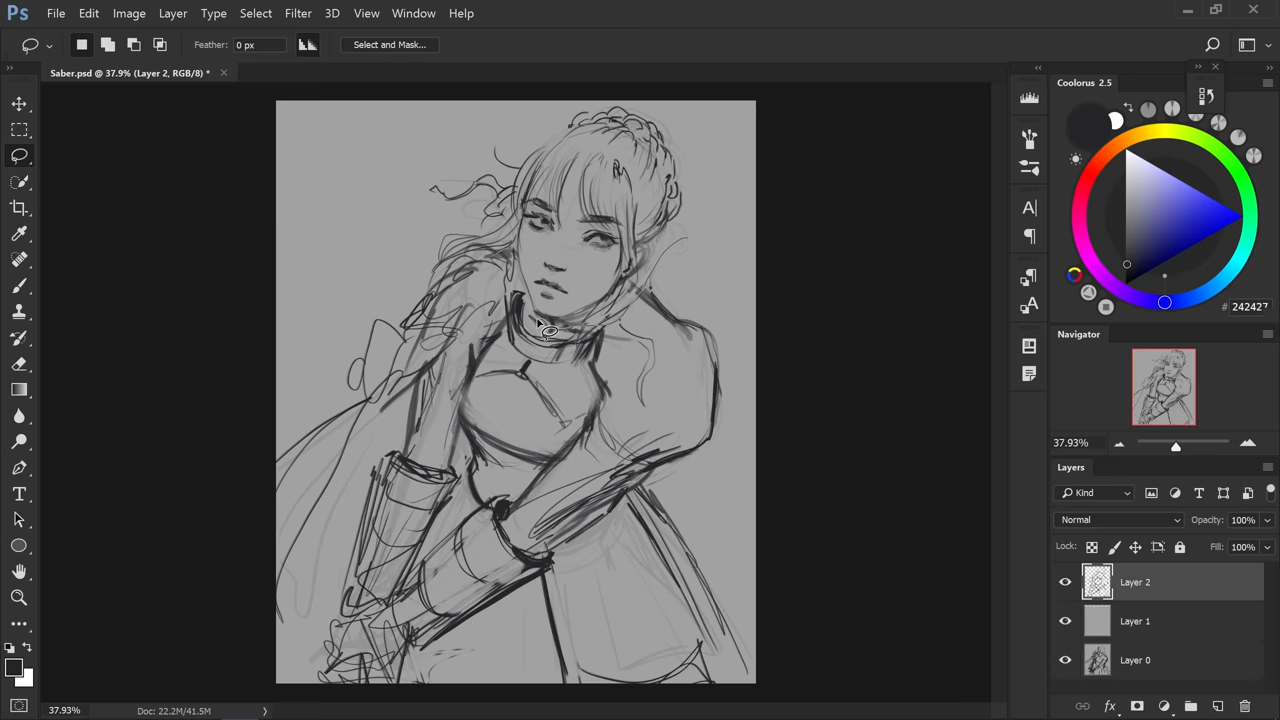 Ps File Edit Image Layer Type Select Filter 3D View Window Help
Feather: 0 px Select and Mask...
Saber.psd @ 37.9% (Layer 2, RGB/8) *
Coolorus 2.5
# 242427
Navigator
37.93%
Layers
Kind
Normal Opacity: 100%
Lock: Fill: 100%
Layer 2
Layer 1
Layer 0
fx
37.93% Doc: 22.2M/41.5M